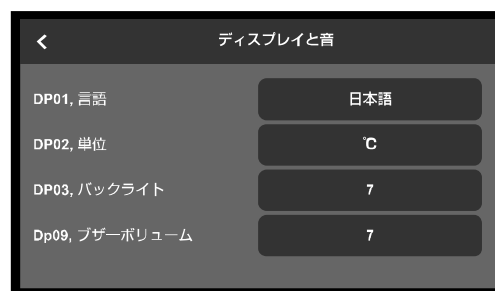 ディスプレイと音
DP01, 言語 日本語
DP02, 単位 ℃
DP03, バックライト 7
Dp09, ブザーボリューム 7